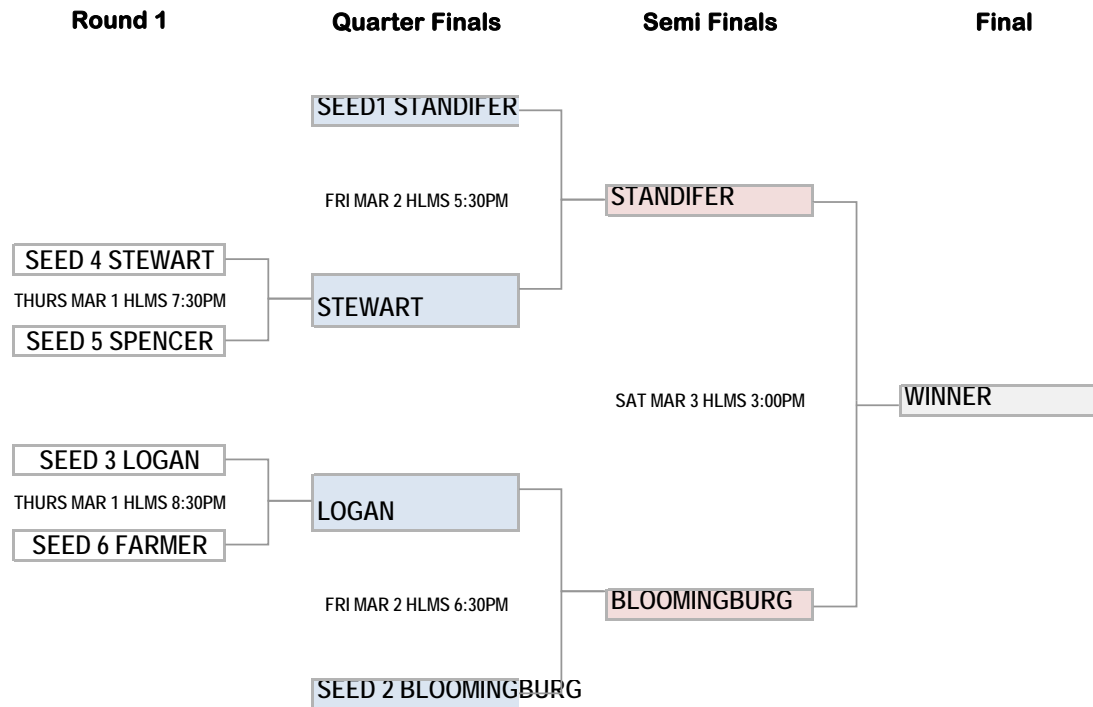 Round 1
Quarter Finals
Semi Finals
Final
SEED1 STANDIFER
FRI MAR 2 HLMS 5:30PM
STANDIFER
SEED 4 STEWART
THURS MAR 1 HLMS 7:30PM
STEWART
SEED 5 SPENCER
SAT MAR 3 HLMS 3:00PM
WINNER
SEED 3 LOGAN
THURS MAR 1 HLMS 8:30PM
LOGAN
SEED 6 FARMER
FRI MAR 2 HLMS 6:30PM
BLOOMINGBURG
SEED 2 BLOOMINGBURG